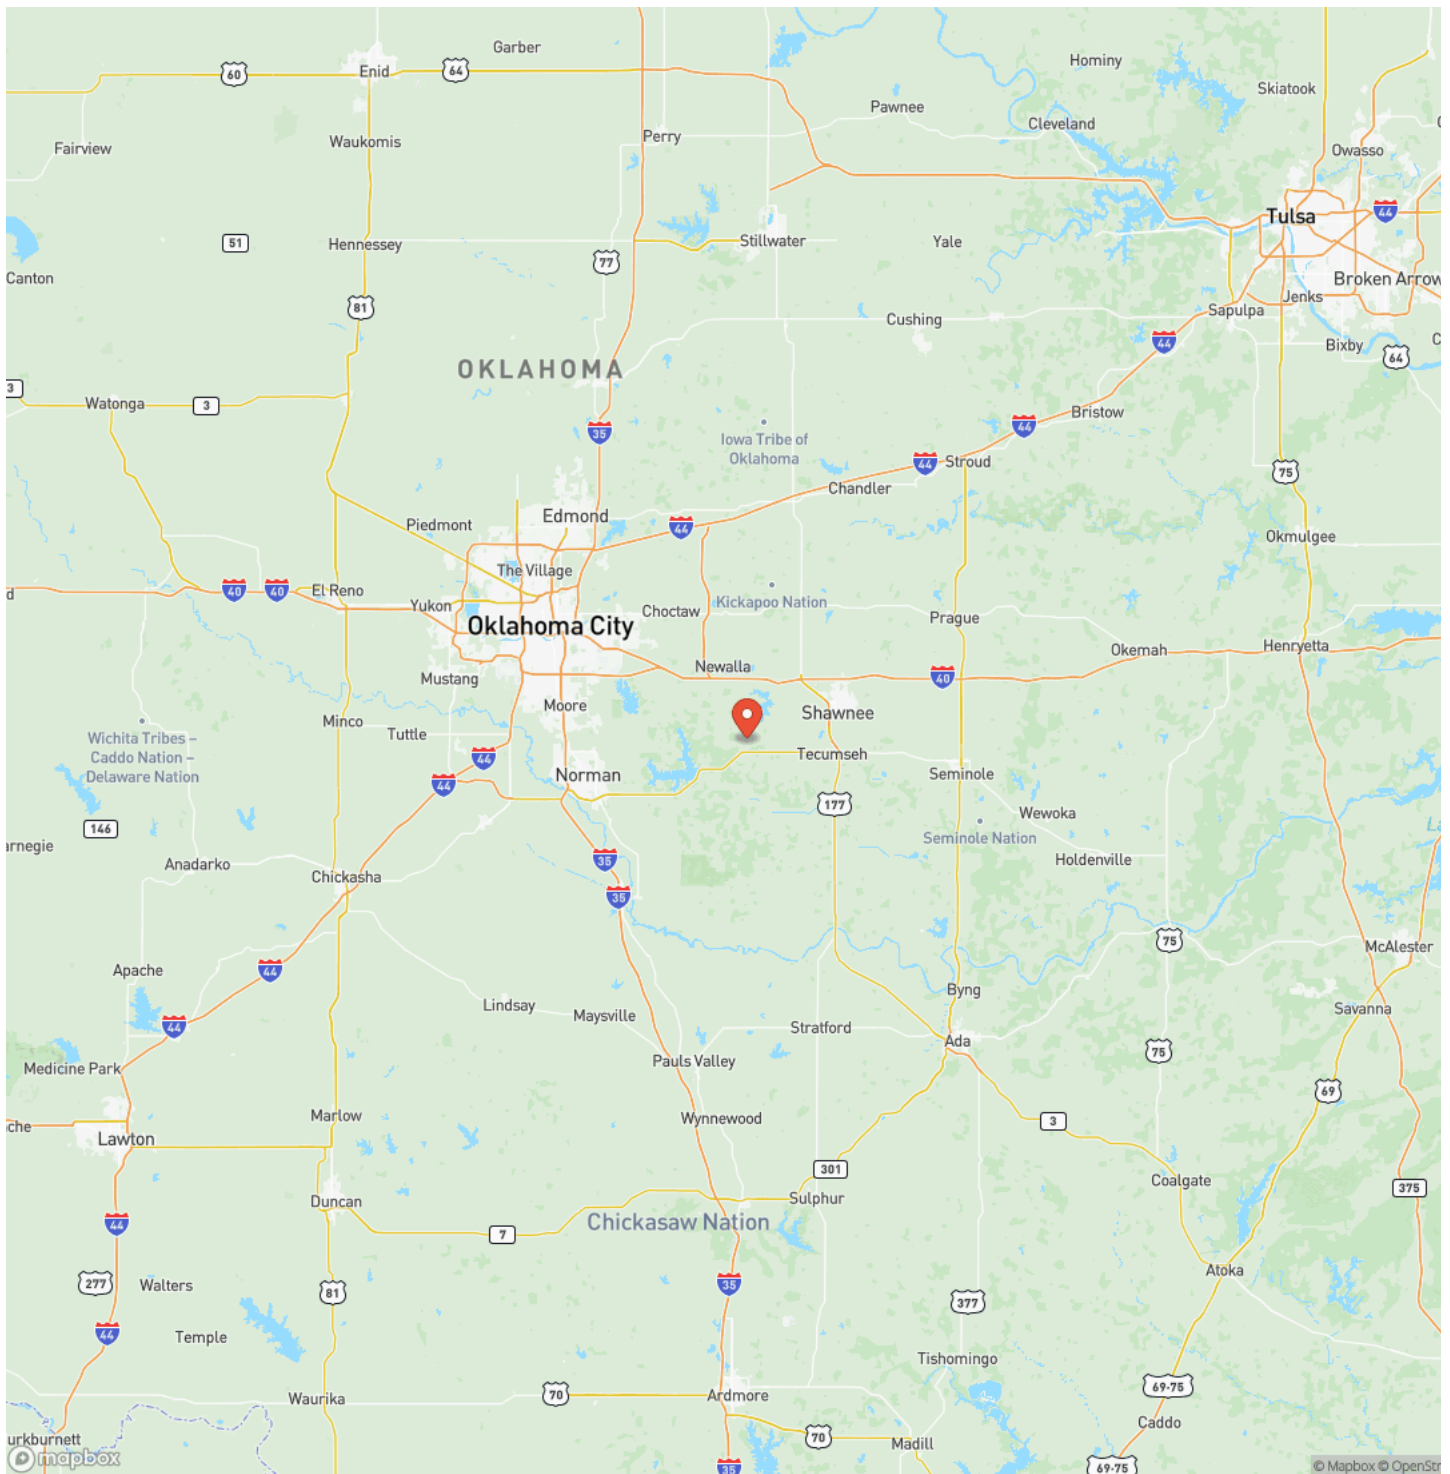 Garber
Hominy
60
Enid
64
Skiatook
Pawnee
Cleveland
Waukomis
Perry
Fairview
Owasso
Tulsa
44
51
Hennessey
Stillwater
Yale
77
Canton
Broken Arrow
81
Jenks
Sapulpa
Cushing
44
Bixby
64
OKLAHOMA
3
Watonga
3
Bristow
35
44
Iowa Tribe of
Oklahoma
44
Stroud
75
Chandler
Edmond
Piedmont
44
Okmulgee
The Village
40
40
El Reno
Yukon
Kickapoo Nation
Choctaw
Prague
Oklahoma City
Okemah
Henryetta
Newalla
Mustang
40
Moore
Shawnee
Minco
Tuttle
Wichita Tribes –
Caddo Nation –
Delaware Nation
44
Tecumseh
44
Norman
Seminole
177
Wewoka
146
Seminole Nation
arnegie
Anadarko
35
Holdenville
Chickasha
35
75
McAlester
Apache
44
Byng
Lindsay
Maysville
Savanna
44
Stratford
Ada
75
Medicine Park
Pauls Valley
69
Marlow
Wynnewood
3
che
Lawton
301
Coalgate
375
Duncan
Sulphur
44
Chickasaw Nation
7
Atoka
277
Walters
81
35
377
44
Temple
Tishomingo
69-75
Waurika
70
Ardmore
Caddo
urkburnett
70
Madill
mapbox
35
69-75
© Mapbox © OpenStr